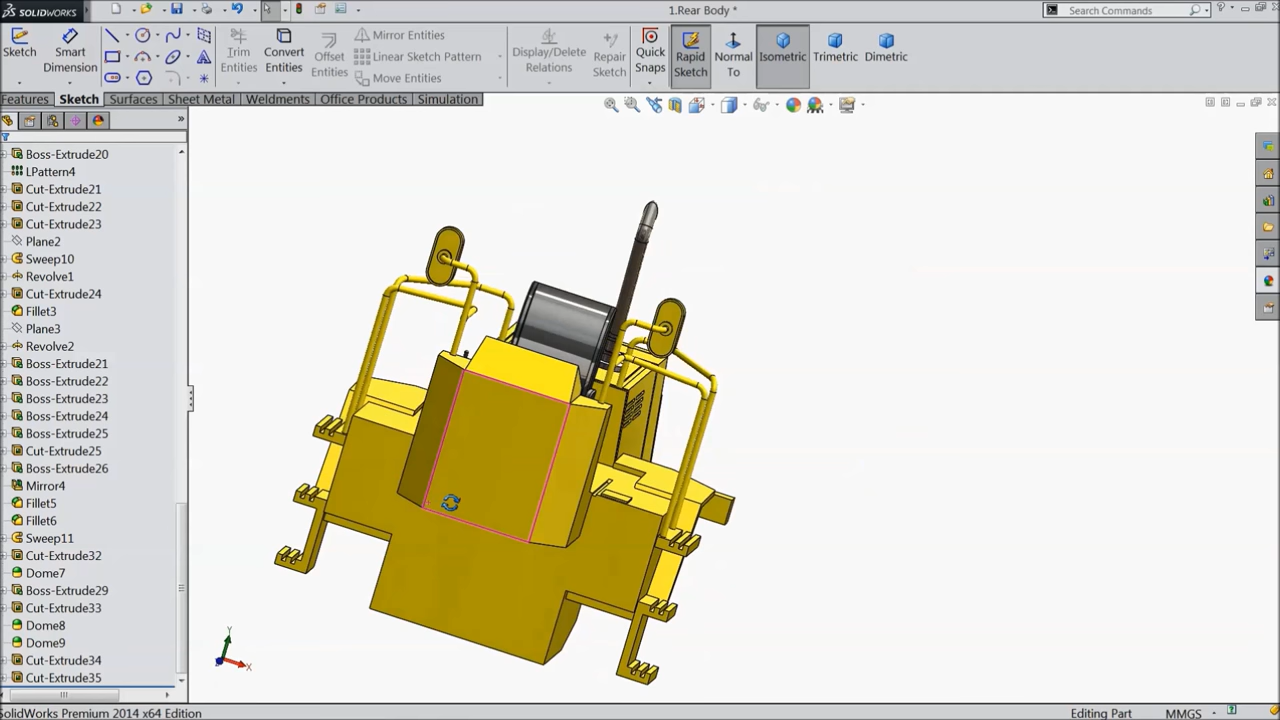 SOLIDWORKS
1.Rear Body *
Search Commands
Sketch
Smart Dimension
Trim Entities
Convert Entities
Offset Entities
Mirror Entities
Linear Sketch Pattern
Move Entities
Display/Delete Relations
Repair Sketch
Quick Snaps
Rapid Sketch
Normal To
Isometric
Trimetric
Dimetric
Features
Sketch
Surfaces
Sheet Metal
Weldments
Office Products
Simulation
Boss-Extrude20
LPattern4
Cut-Extrude21
Cut-Extrude22
Cut-Extrude23
Plane2
Sweep10
Revolve1
Cut-Extrude24
Fillet3
Plane3
Revolve2
Boss-Extrude21
Boss-Extrude22
Boss-Extrude23
Boss-Extrude24
Boss-Extrude25
Cut-Extrude25
Boss-Extrude26
Mirror4
Fillet5
Fillet6
Sweep11
Cut-Extrude32
Dome7
Boss-Extrude29
Cut-Extrude33
Dome8
Dome9
Cut-Extrude34
Cut-Extrude35
Y
X
SolidWorks Premium 2014 x64 Edition
Editing Part
MMGS